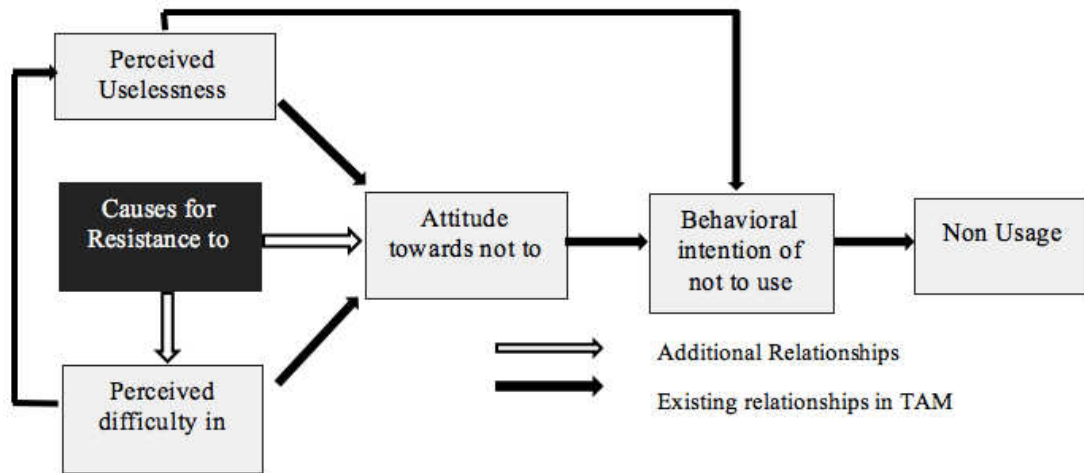 Perceived
Uselessness
Causes for
Resistance to
Attitude
towards not to
Behavioral
intention of
not to use
Non Usage
Perceived
difficulty in
Additional Relationships
Existing relationships in TAM